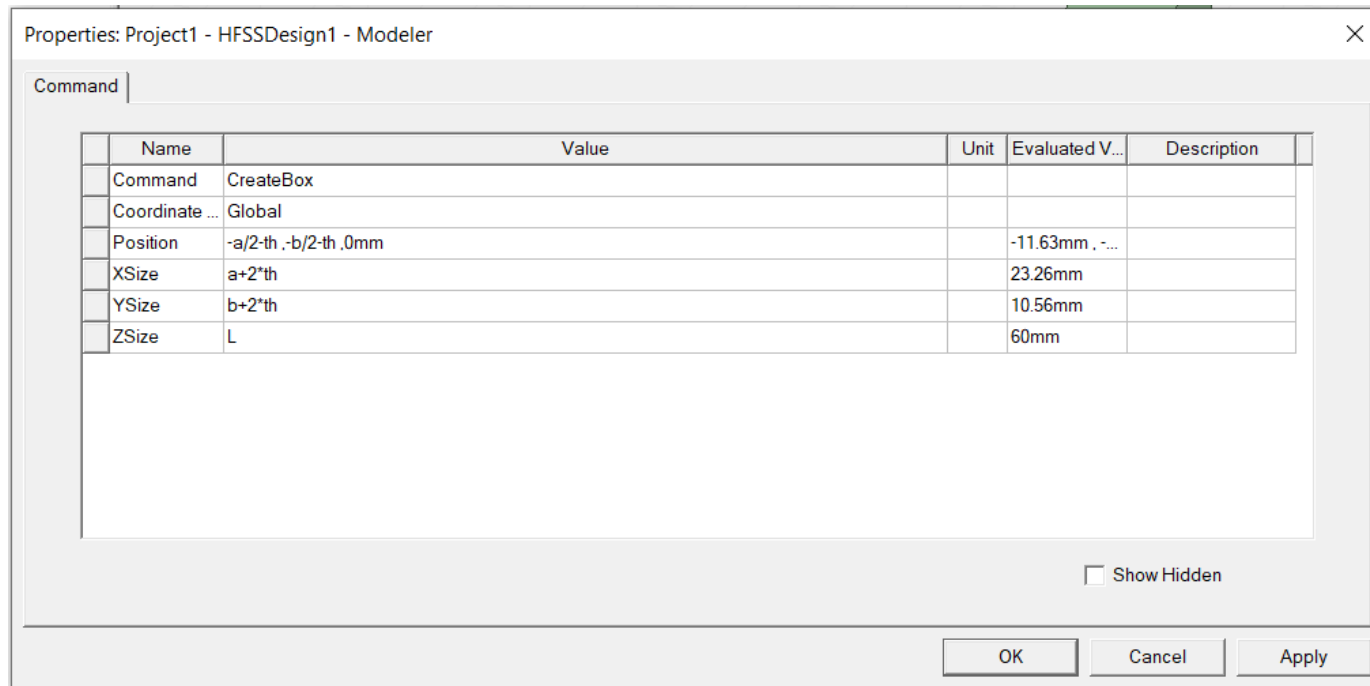 Properties: Project1 - HFSSDesign1 - Modeler
Command
Name Value Unit Evaluated V... Description
Command CreateBox
Coordinate ... Global
Position -a/2-th ,-b/2-th ,0mm -11.63mm , -...
XSize a+2*th 23.26mm
YSize b+2*th 10.56mm
ZSize L 60mm
Show Hidden
OK Cancel Apply